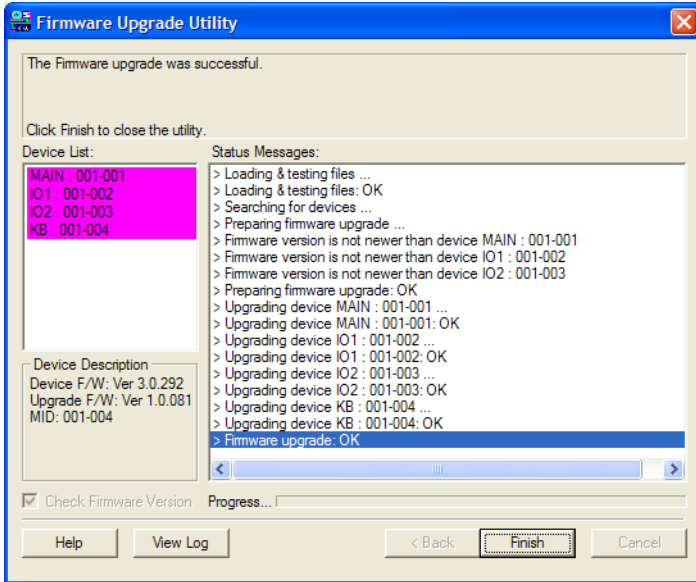 Firmware Upgrade Utility
The Firmware upgrade was successful.
Click Finish to close the utility.
Device List:
MAIN : 001-001
IO1 : 001-002
IO2 : 001-003
KB : 001-004
Status Messages:
> Loading & testing files ...
> Loading & testing files: OK
> Searching for devices ...
> Preparing firmware upgrade ...
> Firmware version is not newer than device MAIN : 001-001
> Firmware version is not newer than device IO1 : 001-002
> Firmware version is not newer than device IO2 : 001-003
> Preparing firmware upgrade: OK
> Upgrading device MAIN : 001-001 ...
> Upgrading device MAIN : 001-001: OK
> Upgrading device IO1 : 001-002 ...
> Upgrading device IO1 : 001-002: OK
> Upgrading device IO2 : 001-003 ...
> Upgrading device IO2 : 001-003: OK
> Upgrading device KB : 001-004 ...
> Upgrading device KB : 001-004: OK
> Firmware upgrade: OK
Device Description
Device F/W: Ver 3.0.292
Upgrade F/W: Ver 1.0.081
MID: 001-004
Check Firmware Version
Progress...
Help
View Log
< Back
Finish
Cancel